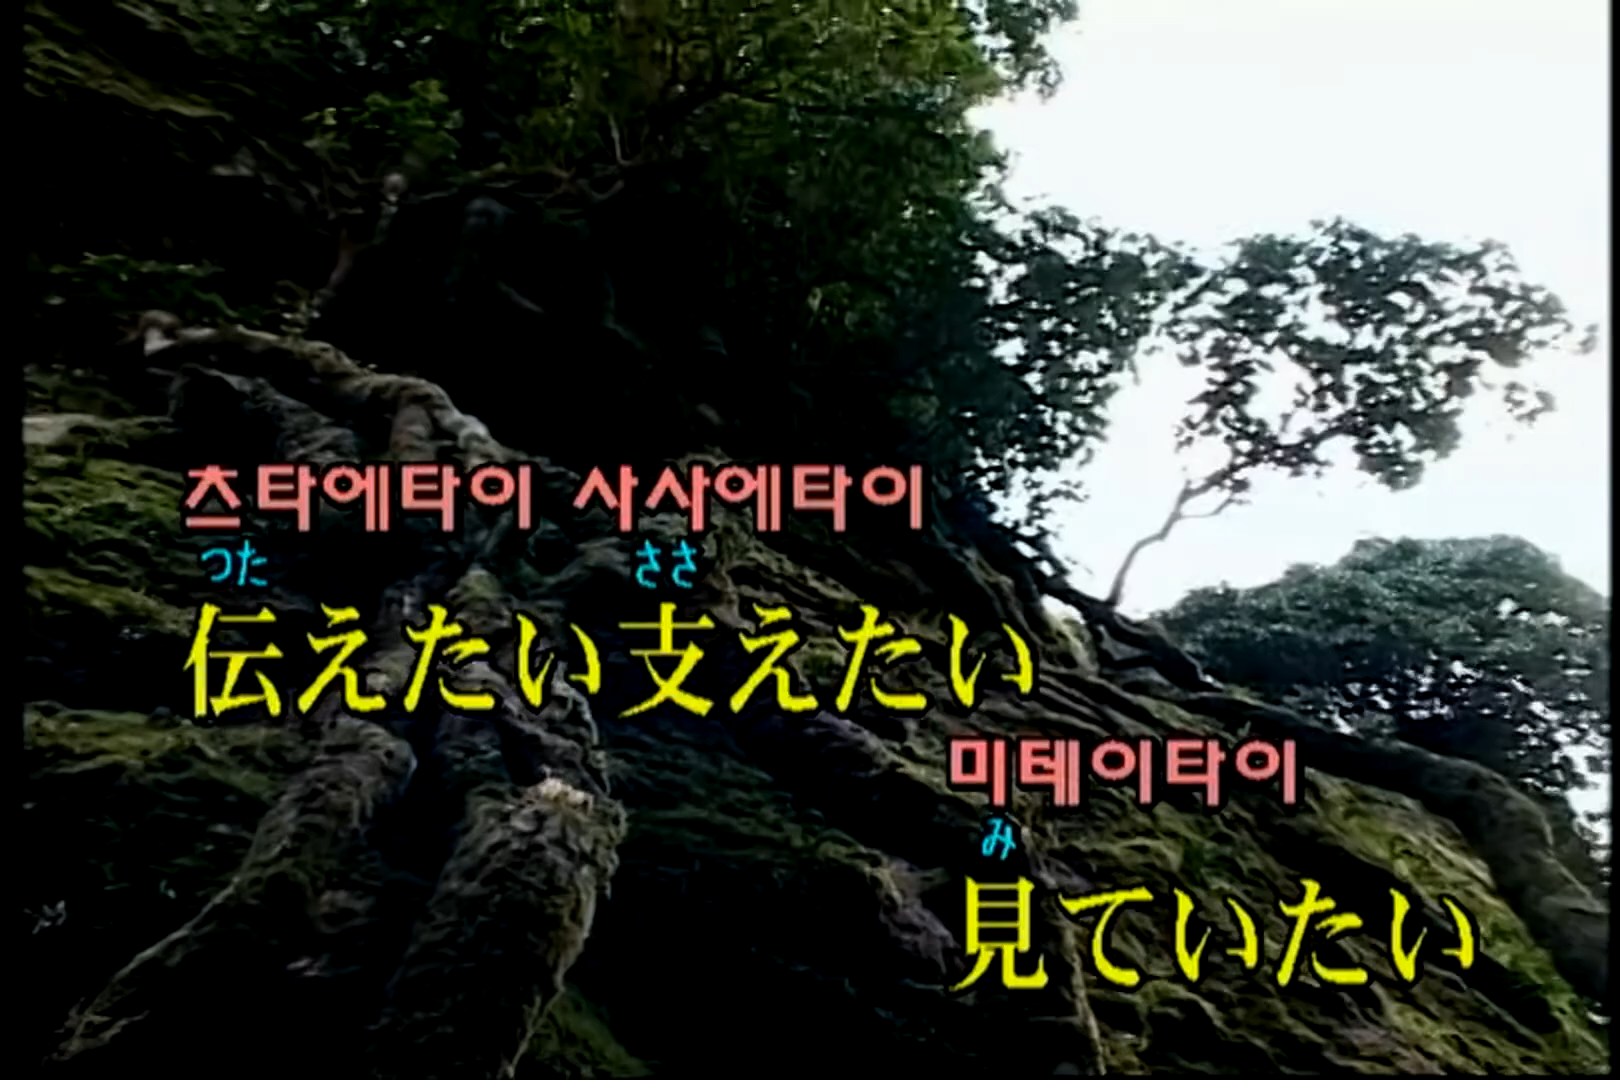 츠타에타이 사사에타이
つた ささ
伝えたい支えたい
미테이타이
み
見ていたい